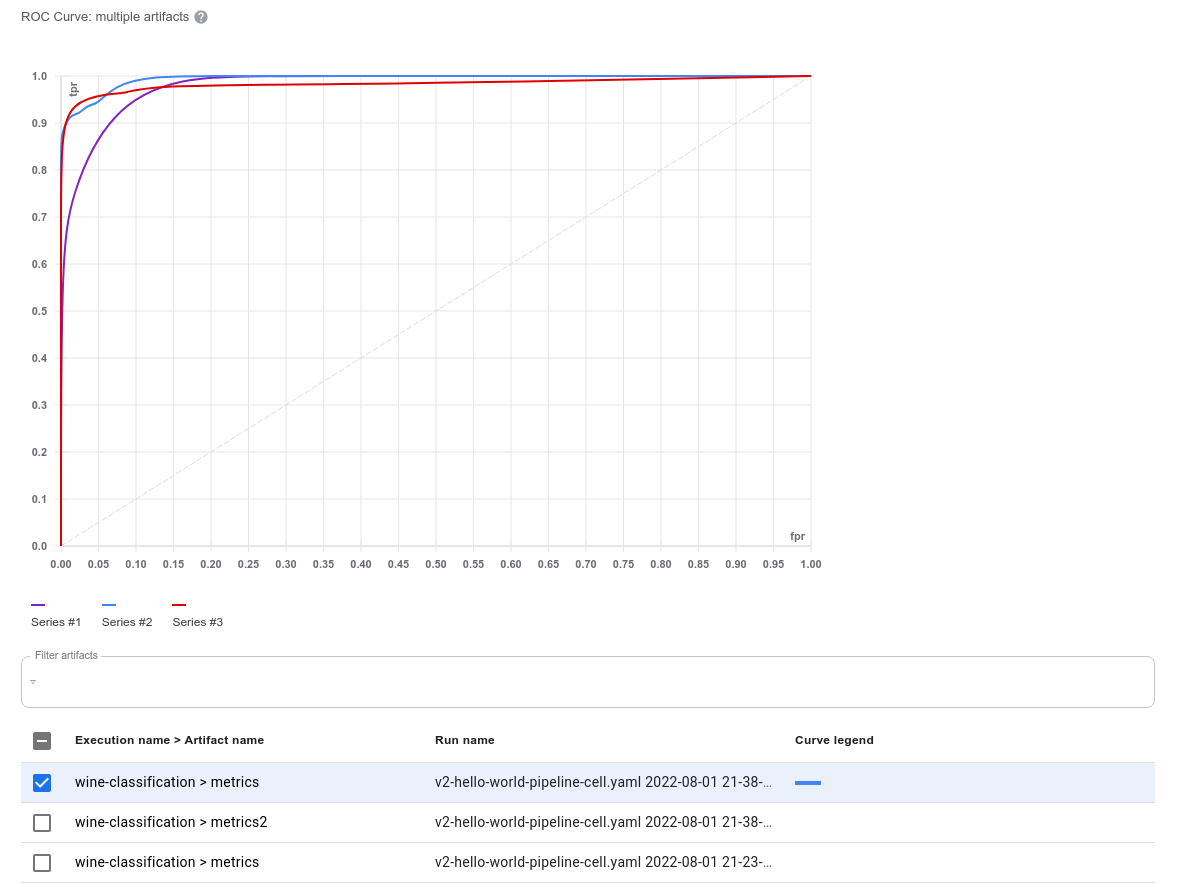 ROC Curve: multiple artifacts ?
tpr
1.0
0.9
0.8
0.7
0.6
0.5
0.4
0.3
0.2
0.1
0.0
fpr
0.00 0.05 0.10 0.15 0.20 0.25 0.30 0.35 0.40 0.45 0.50 0.55 0.60 0.65 0.70 0.75 0.80 0.85 0.90 0.95 1.00
Series #1 Series #2 Series #3
Filter artifacts
Execution name > Artifact name Run name Curve legend
wine-classification > metrics v2-hello-world-pipeline-cell.yaml 2022-08-01 21-38-...
wine-classification > metrics2 v2-hello-world-pipeline-cell.yaml 2022-08-01 21-38-...
wine-classification > metrics v2-hello-world-pipeline-cell.yaml 2022-08-01 21-23-...